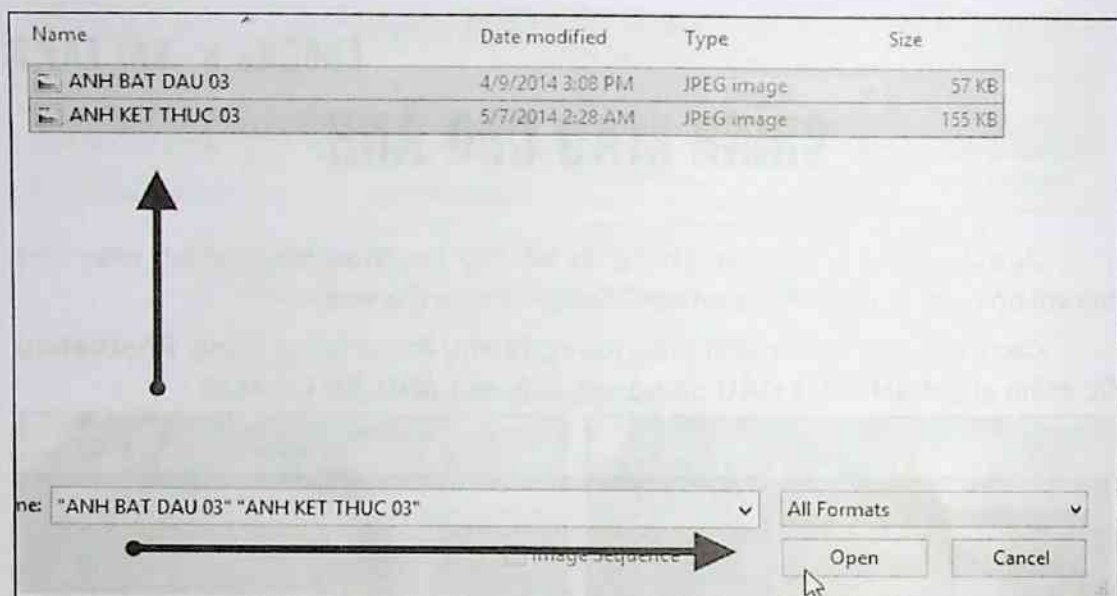 Name Date modified Type Size
ANH BAT DAU 03 4/9/2014 3:08 PM JPEG image 57 KB
ANH KET THUC 03 5/7/2014 2:28 AM JPEG image 155 KB
ne: "ANH BAT DAU 03" "ANH KET THUC 03" All Formats
Image Sequence Open Cancel